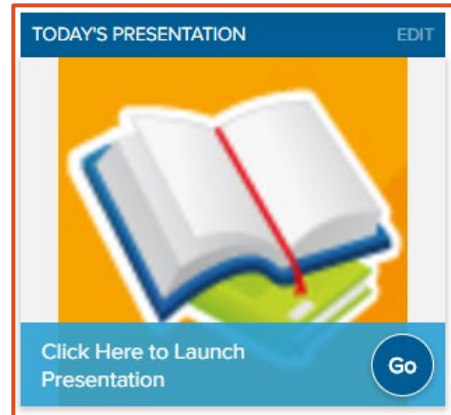 TODAY'S PRESENTATION EDIT
Click Here to Launch
Presentation
Go